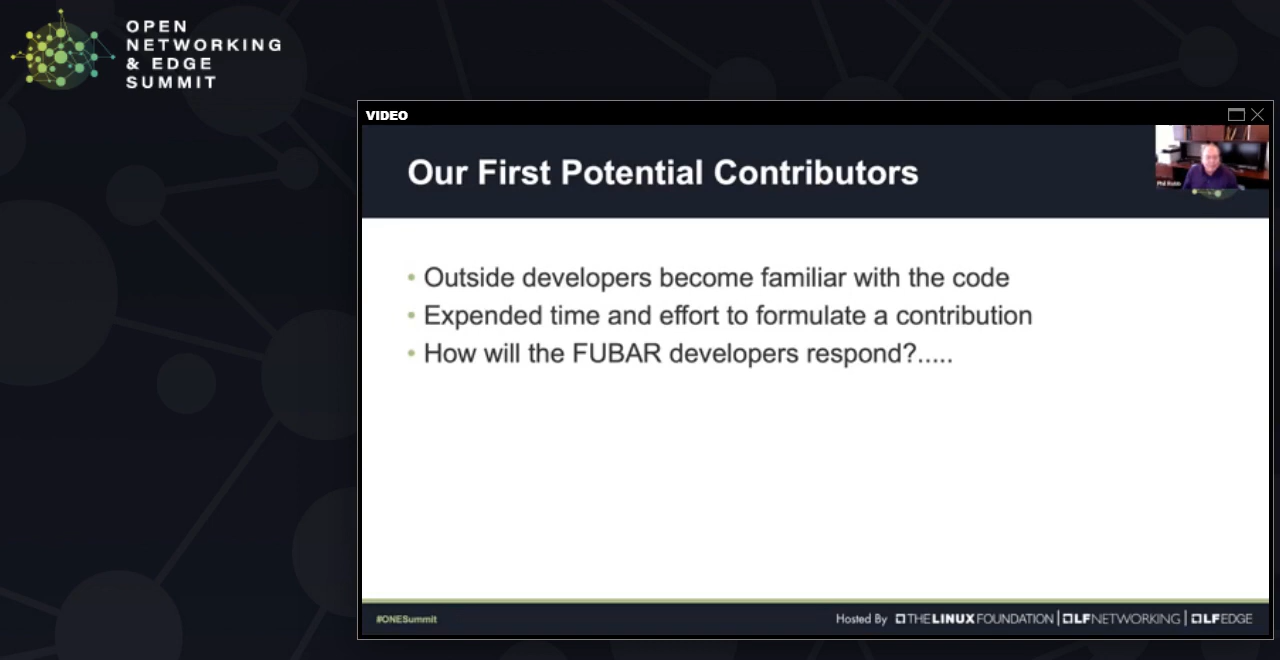 OPEN
NETWORKING
& EDGE
SUMMIT
VIDEO
Our First Potential Contributors
• Outside developers become familiar with the code
• Expended time and effort to formulate a contribution
• How will the FUBAR developers respond?.....
#ONESummit
Hosted By THE LINUX FOUNDATION | LF NETWORKING | LF EDGE